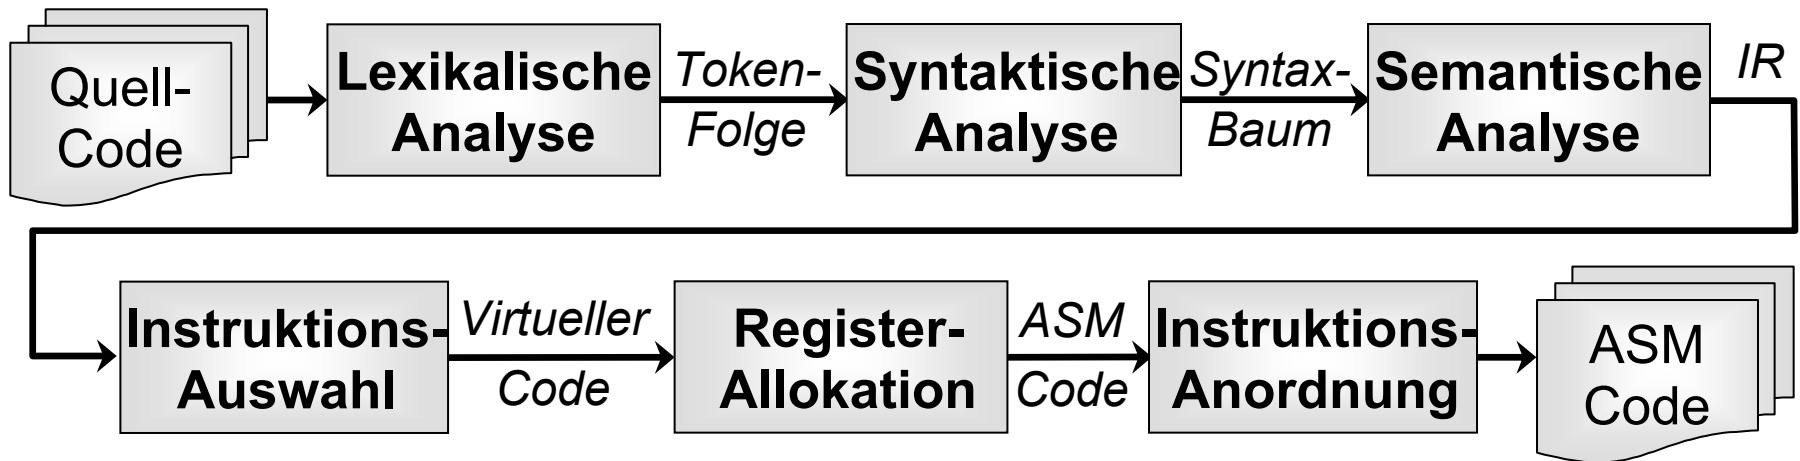 Quell-
Code
Lexikalische
Analyse
Token-
Folge
Syntaktische
Analyse
Syntax-
Baum
Semantische
Analyse
IR
Instruktions-
Auswahl
Virtueller
Code
Register-
Allokation
ASM
Code
Instruktions-
Anordnung
ASM
Code